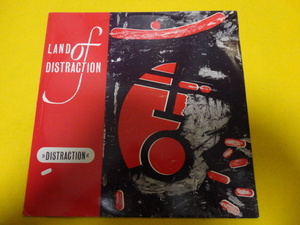 LAND of
DISTRACTION
»DISTRACTION«